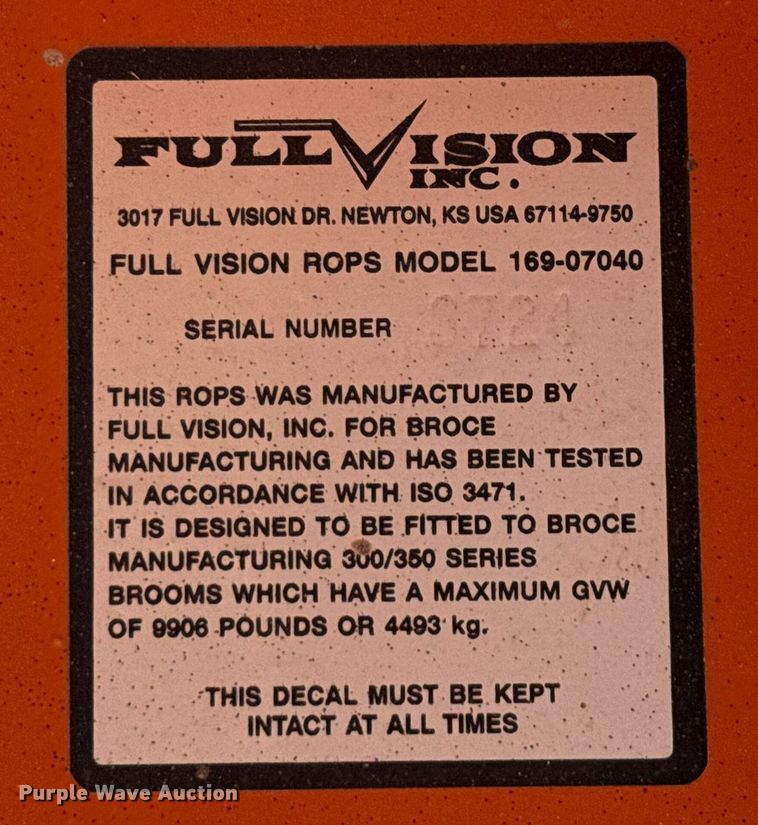 FULL VISION
INC.
3017 FULL VISION DR. NEWTON, KS USA 67114-9750
FULL VISION ROPS MODEL 169-07040
SERIAL NUMBER
THIS ROPS WAS MANUFACTURED BY
FULL VISION, INC. FOR BROCE
MANUFACTURING AND HAS BEEN TESTED
IN ACCORDANCE WITH ISO 3471.
IT IS DESIGNED TO BE FITTED TO BROCE
MANUFACTURING 300/350 SERIES
BROOMS WHICH HAVE A MAXIMUM GVW
OF 9906 POUNDS OR 4493 kg.
THIS DECAL MUST BE KEPT
INTACT AT ALL TIMES
Purple Wave Auction